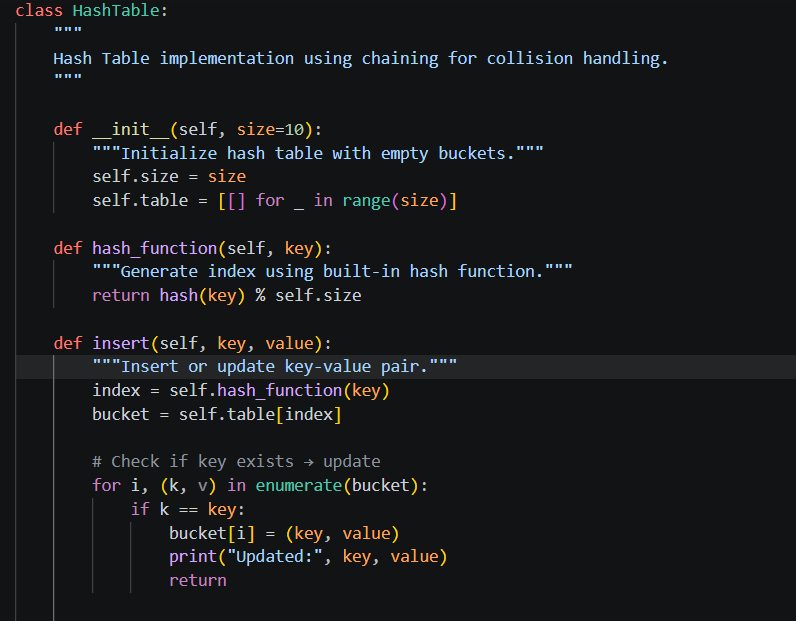 class HashTable:
    """
    Hash Table implementation using chaining for collision handling.
    """
    def __init__(self, size=10):
        """Initialize hash table with empty buckets."""
        self.size = size
        self.table = [[] for _ in range(size)]
    def hash_function(self, key):
        """Generate index using built-in hash function."""
        return hash(key) % self.size
    def insert(self, key, value):
        """Insert or update key-value pair."""
        index = self.hash_function(key)
        bucket = self.table[index]
        # Check if key exists → update
        for i, (k, v) in enumerate(bucket):
            if k == key:
                bucket[i] = (key, value)
                print("Updated:", key, value)
                return